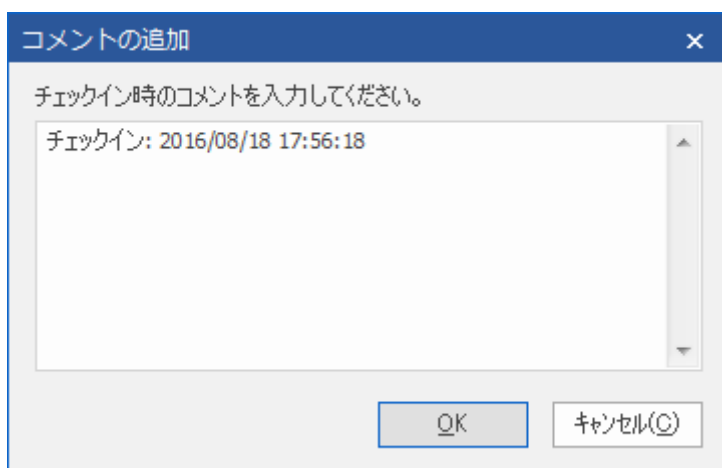 コメントの追加
チェックイン時のコメントを入力してください。
チェックイン: 2016/08/18 17:56:18
OK
キャンセル(C)